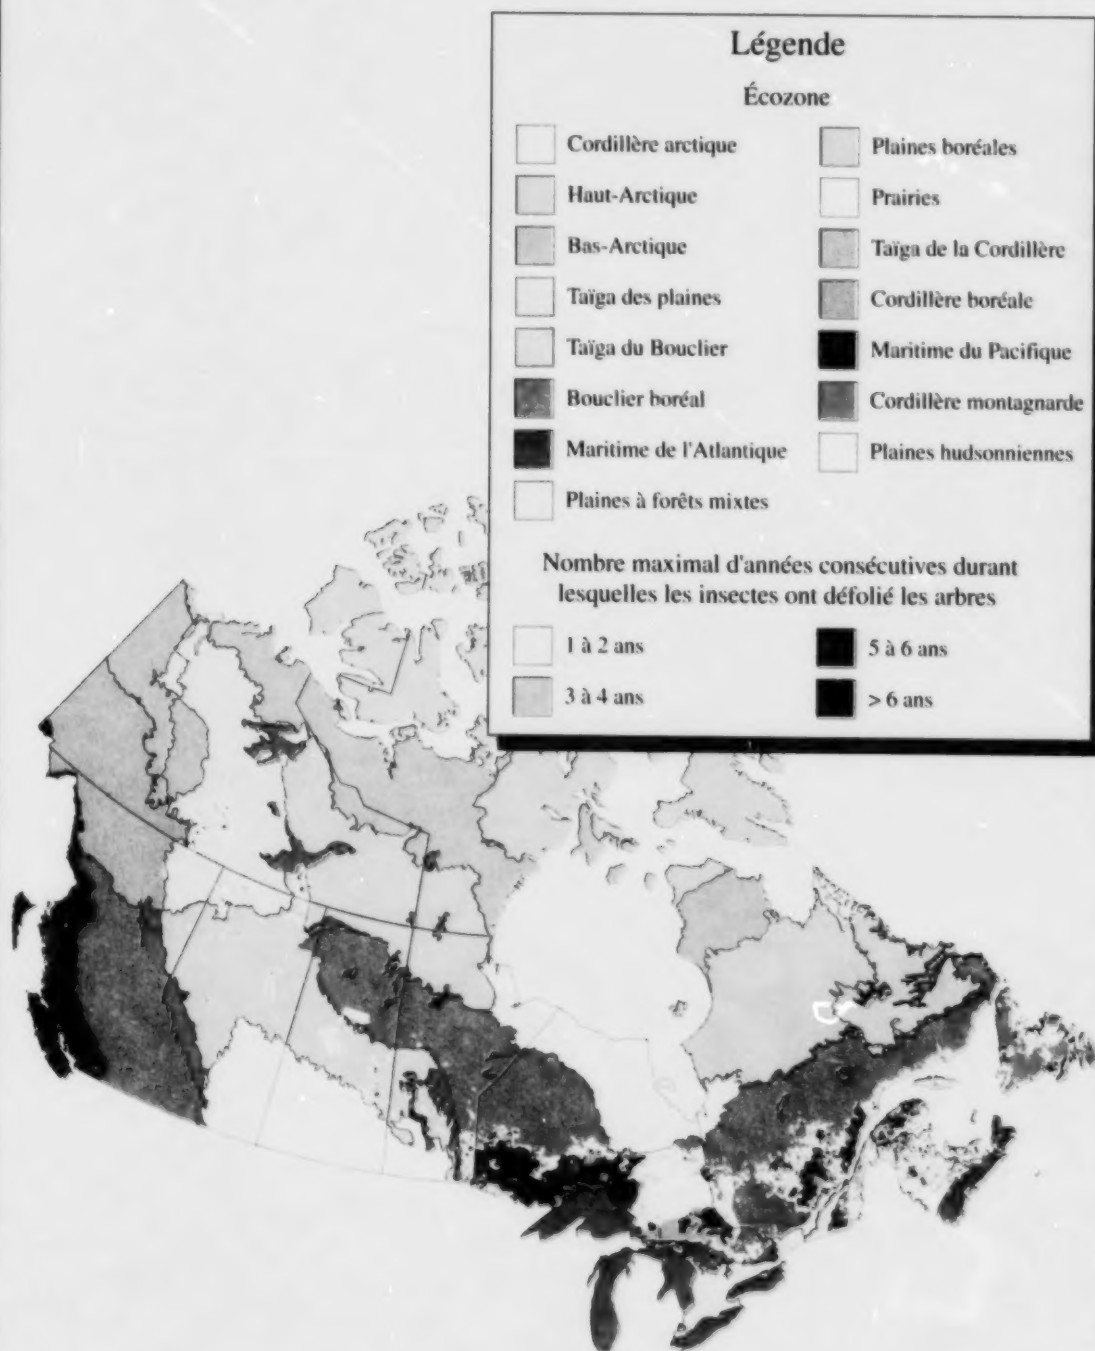 Légende
Écozone
Cordillère arctique
Haut-Arctique
Bas-Arctique
Taïga des plaines
Taïga du Bouclier
Bouclier boréal
Maritime de l'Atlantique
Plaines à forêts mixtes
Plaines boréales
Prairies
Taïga de la Cordillère
Cordillère boréale
Maritime du Pacifique
Cordillère montagnarde
Plaines hudsonniennes
Nombre maximal d'années consécutives durant
lesquelles les insectes ont défolié les arbres
1 à 2 ans
3 à 4 ans
5 à 6 ans
> 6 ans